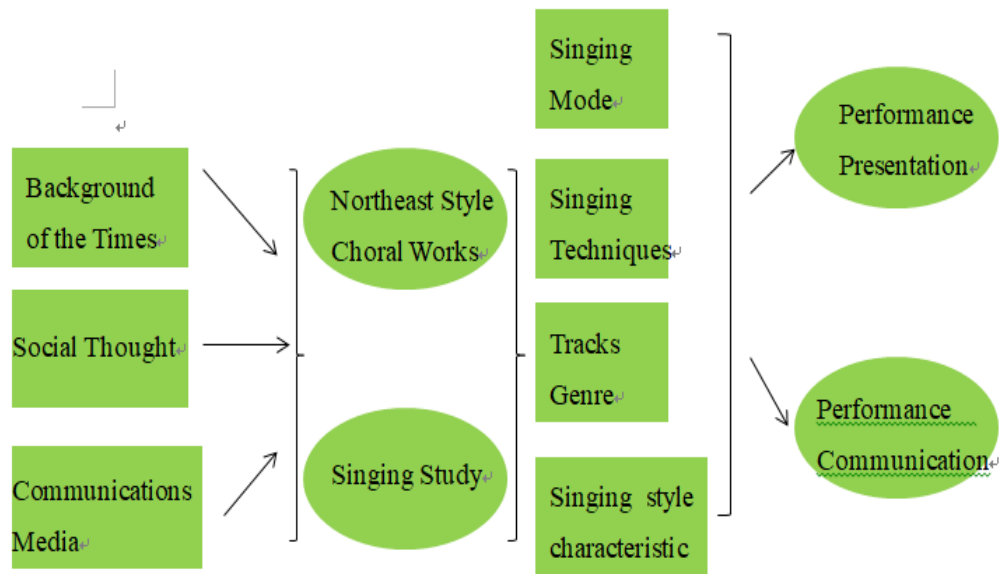 Background
of the Times
Social Thought
Communications
Media
Northeast Style
Choral Works
Singing Study
Singing
Mode
Singing
Techniques
Tracks
Genre
Singing style
characteristic
Performance
Presentation
Performance
Communication